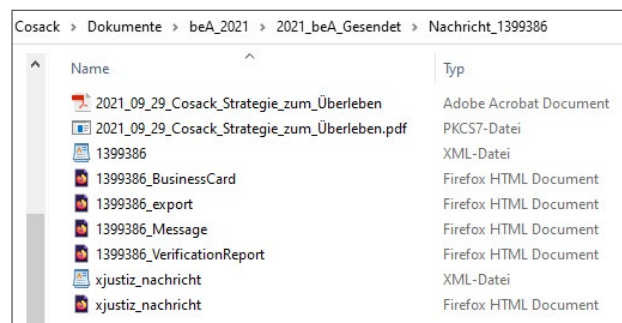 Cosack > Dokumente > beA_2021 > 2021_beA_Gesendet > Nachricht_1399386
Name Typ
2021_09_29_Cosack_Strategie_zum_Überleben Adobe Acrobat Document
2021_09_29_Cosack_Strategie_zum_Überleben.pdf PKCS7-Datei
1399386 XML-Datei
1399386_BusinessCard Firefox HTML Document
1399386_export Firefox HTML Document
1399386_Message Firefox HTML Document
1399386_VerificationReport Firefox HTML Document
xjustiz_nachricht XML-Datei
xjustiz_nachricht Firefox HTML Document